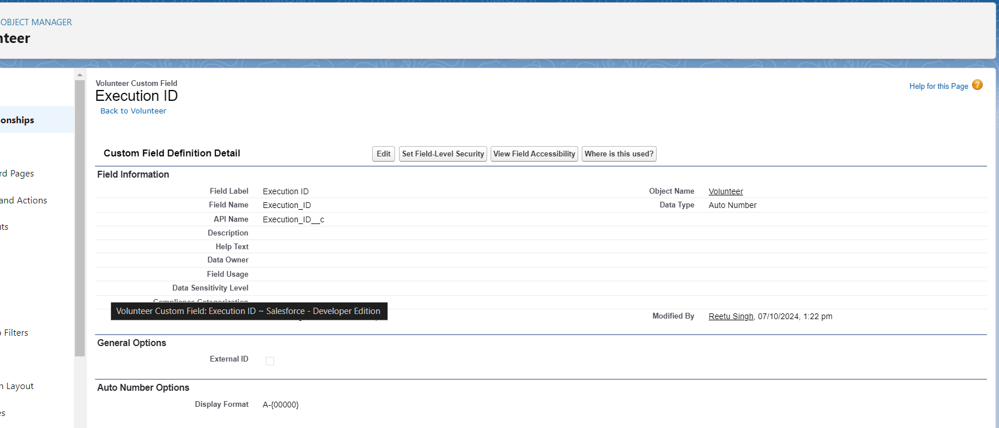 OBJECT MANAGER
nteer
onships
rd Pages
and Actions
ts
Filters
Layout
es
Volunteer Custom Field
Execution ID
Back to Volunteer
Help for this Page ?
Custom Field Definition Detail
Edit
Set Field-Level Security
View Field Accessibility
Where is this used?
Field Information
Field Label Execution ID Object Name Volunteer
Field Name Execution_ID Data Type Auto Number
API Name Execution_ID__c
Description
Help Text
Data Owner
Field Usage
Data Sensitivity Level
Compliance Categorization
Volunteer Custom Field: Execution ID ~ Salesforce - Developer Edition
Modified By Reetu Singh, 07/10/2024, 1:22 pm
General Options
External ID
Auto Number Options
Display Format A-{00000}